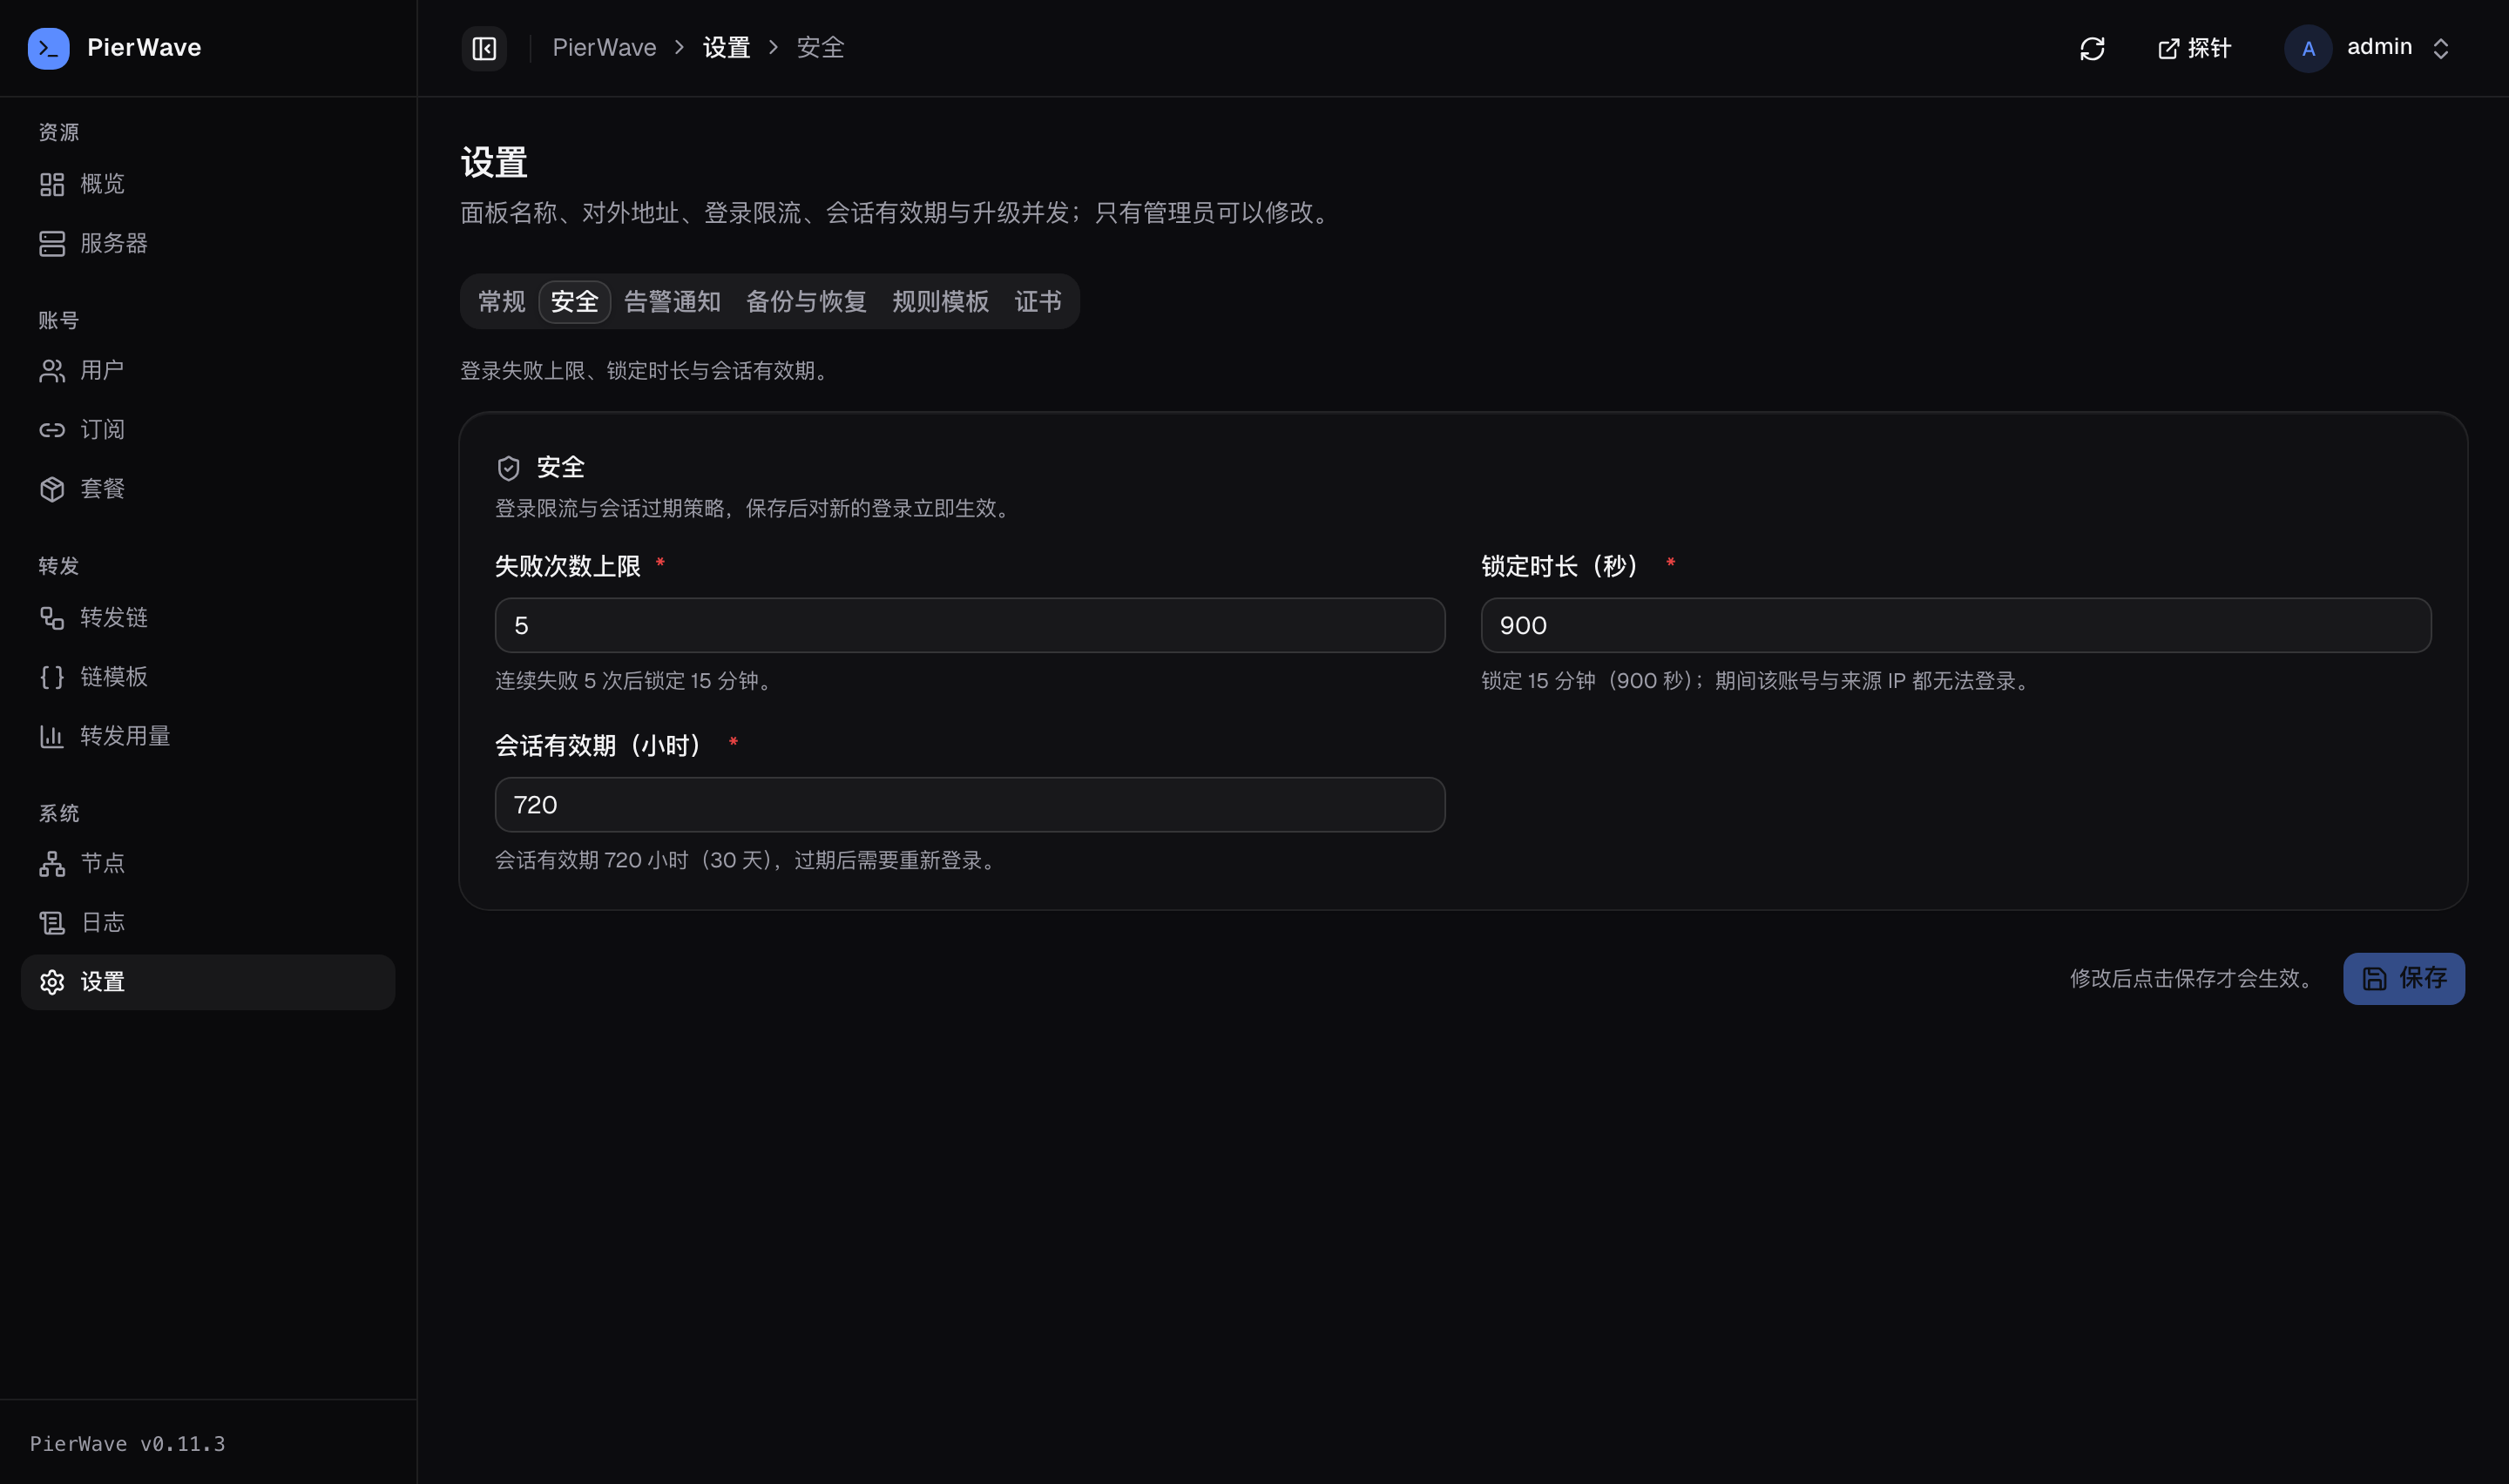 PierWave
PierWave > 设置 > 安全
探针
A
admin
资源
概览
服务器
账号
用户
订阅
套餐
转发
转发链
链模板
转发用量
系统
节点
日志
设置
PierWave v0.11.3
设置
面板名称、对外地址、登录限流、会话有效期与升级并发；只有管理员可以修改。
常规 安全 告警通知 备份与恢复 规则模板 证书
登录失败上限、锁定时长与会话有效期。
安全
登录限流与会话过期策略，保存后对新的登录立即生效。
失败次数上限 *
5
连续失败 5 次后锁定 15 分钟。
锁定时长（秒） *
900
锁定 15 分钟（900 秒）；期间该账号与来源 IP 都无法登录。
会话有效期（小时） *
720
会话有效期 720 小时（30 天），过期后需要重新登录。
修改后点击保存才会生效。
保存